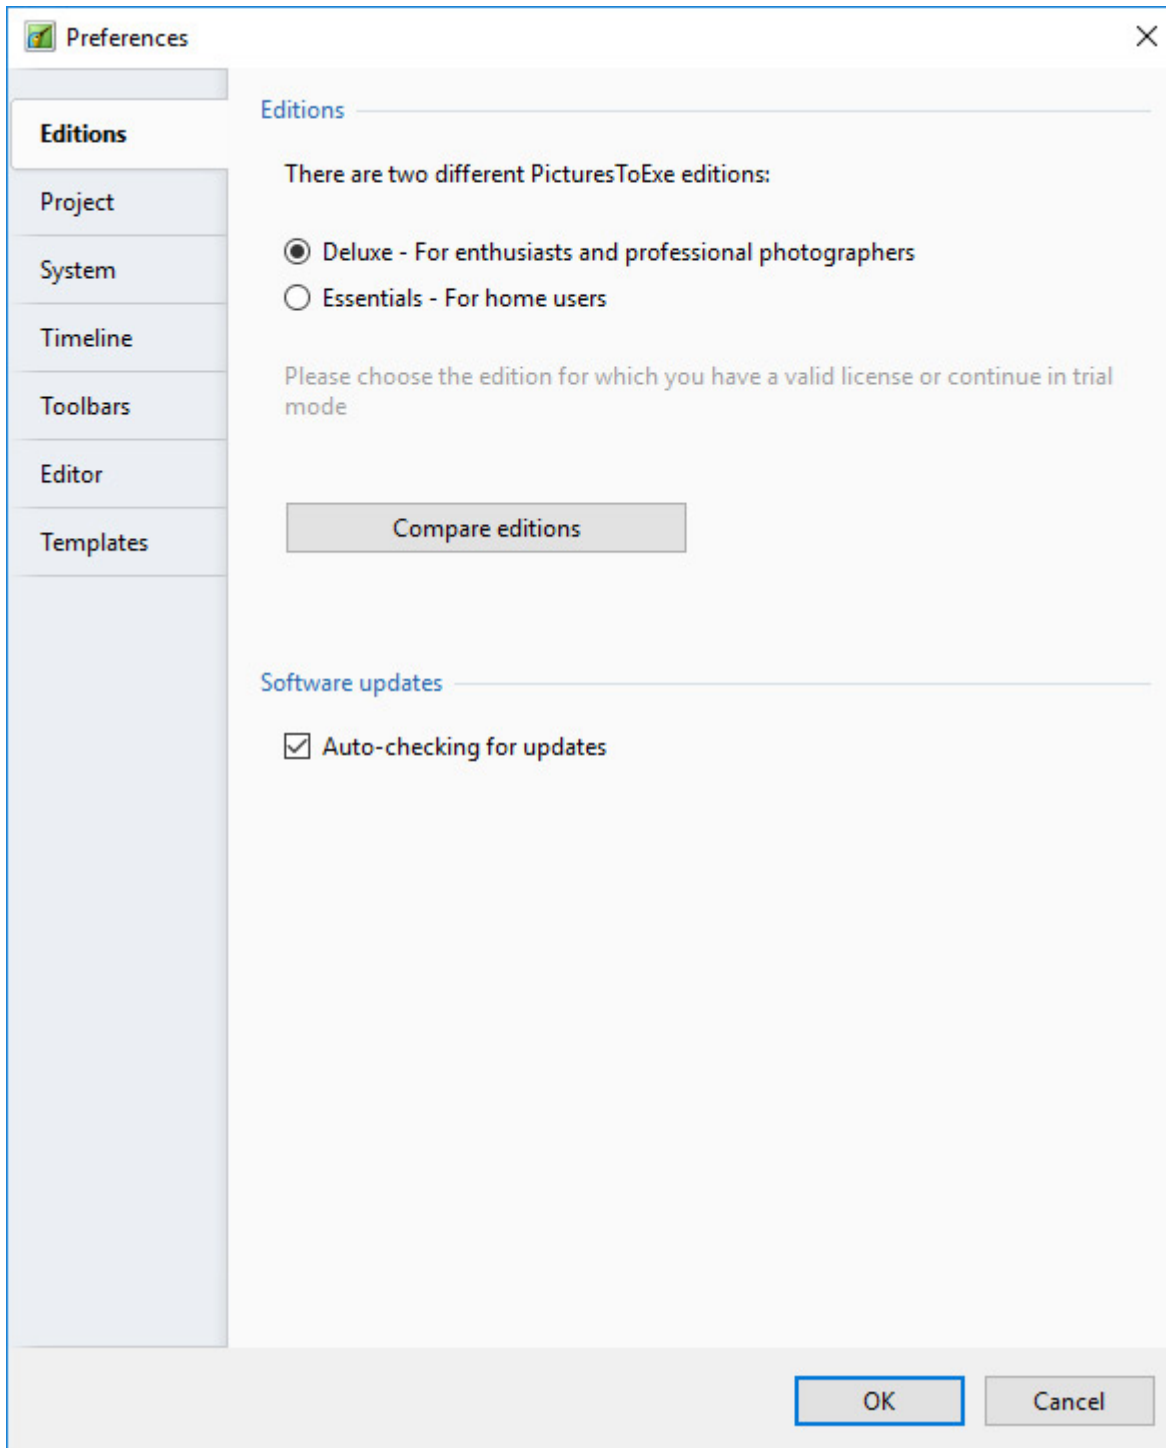 Preferences
Editions
Project
System
Timeline
Toolbars
Editor
Templates
Editions
There are two different PicturesToExe editions:
Deluxe - For enthusiasts and professional photographers
Essentials - For home users
Please choose the edition for which you have a valid license or continue in trial
mode
Compare editions
Software updates
Auto-checking for updates
OK
Cancel